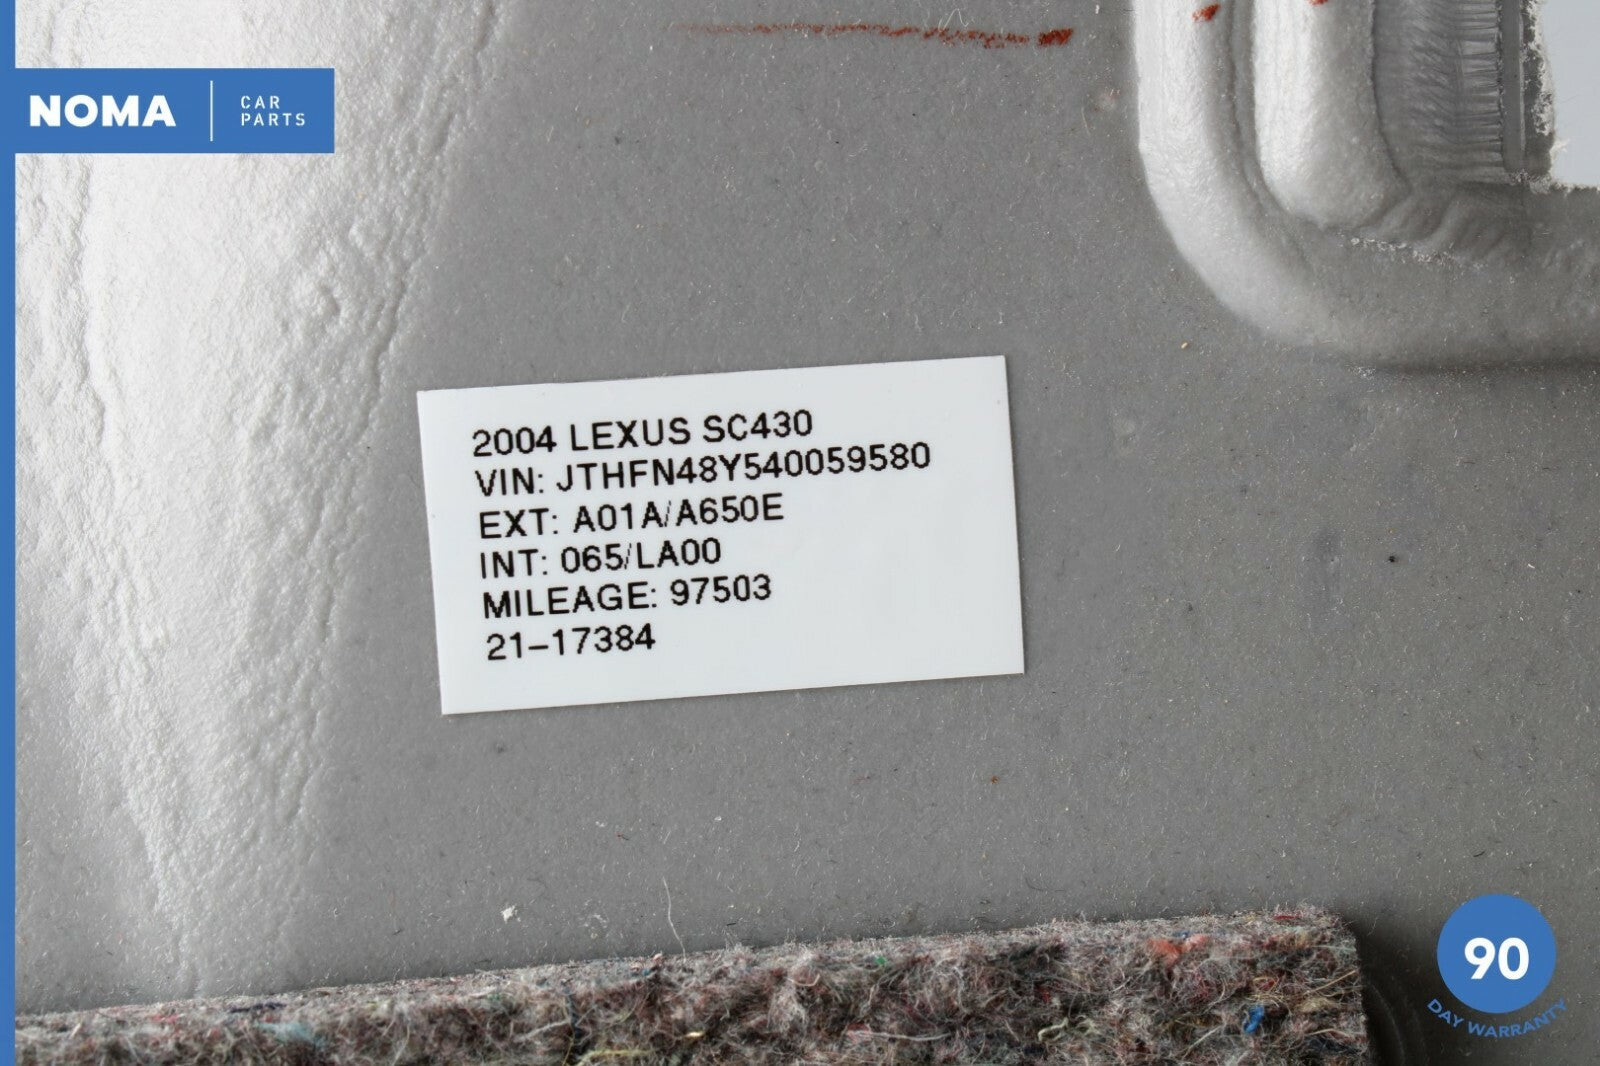 NOMA
CAR
PARTS
2004 LEXUS SC430
VIN: JTHFN48Y540059580
EXT: A01A/A650E
INT: 065/LA00
MILEAGE: 97503
21-17384
90
DAY WARRANTY